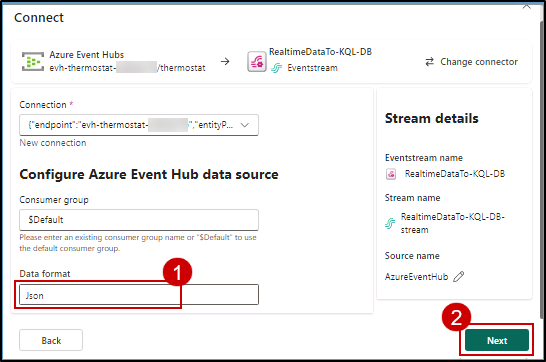 Connect
Azure Event Hubs
evh-thermostat- /thermostat
→
RealtimeDataTo-KQL-DB
Eventstream
Change connector
Connection *
{"endpoint":"evh-thermostat- ","entityP...
New connection
Configure Azure Event Hub data source
Consumer group
$Default
Please enter an existing consumer group name or "$Default" to use
the default consumer group.
Data format
1
Json
Stream details
Eventstream name
RealtimeDataTo-KQL-DB
Stream name
RealtimeDataTo-KQL-DB-
stream
Source name
AzureEventHub
Back
2
Next